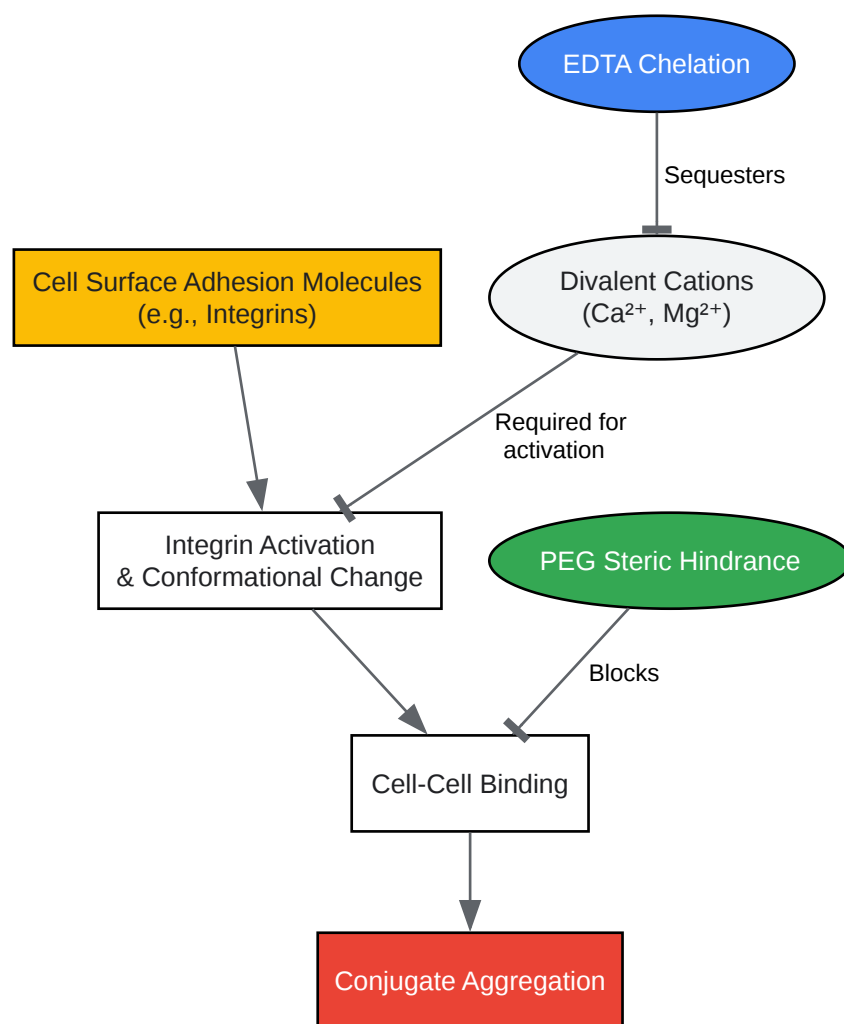 EDTA Chelation
Sequesters
Cell Surface Adhesion Molecules
(e.g., Integrins)
Divalent Cations
(Ca²⁺, Mg²⁺)
Required for
activation
Integrin Activation
& Conformational Change
PEG Steric Hindrance
Blocks
Cell-Cell Binding
Conjugate Aggregation